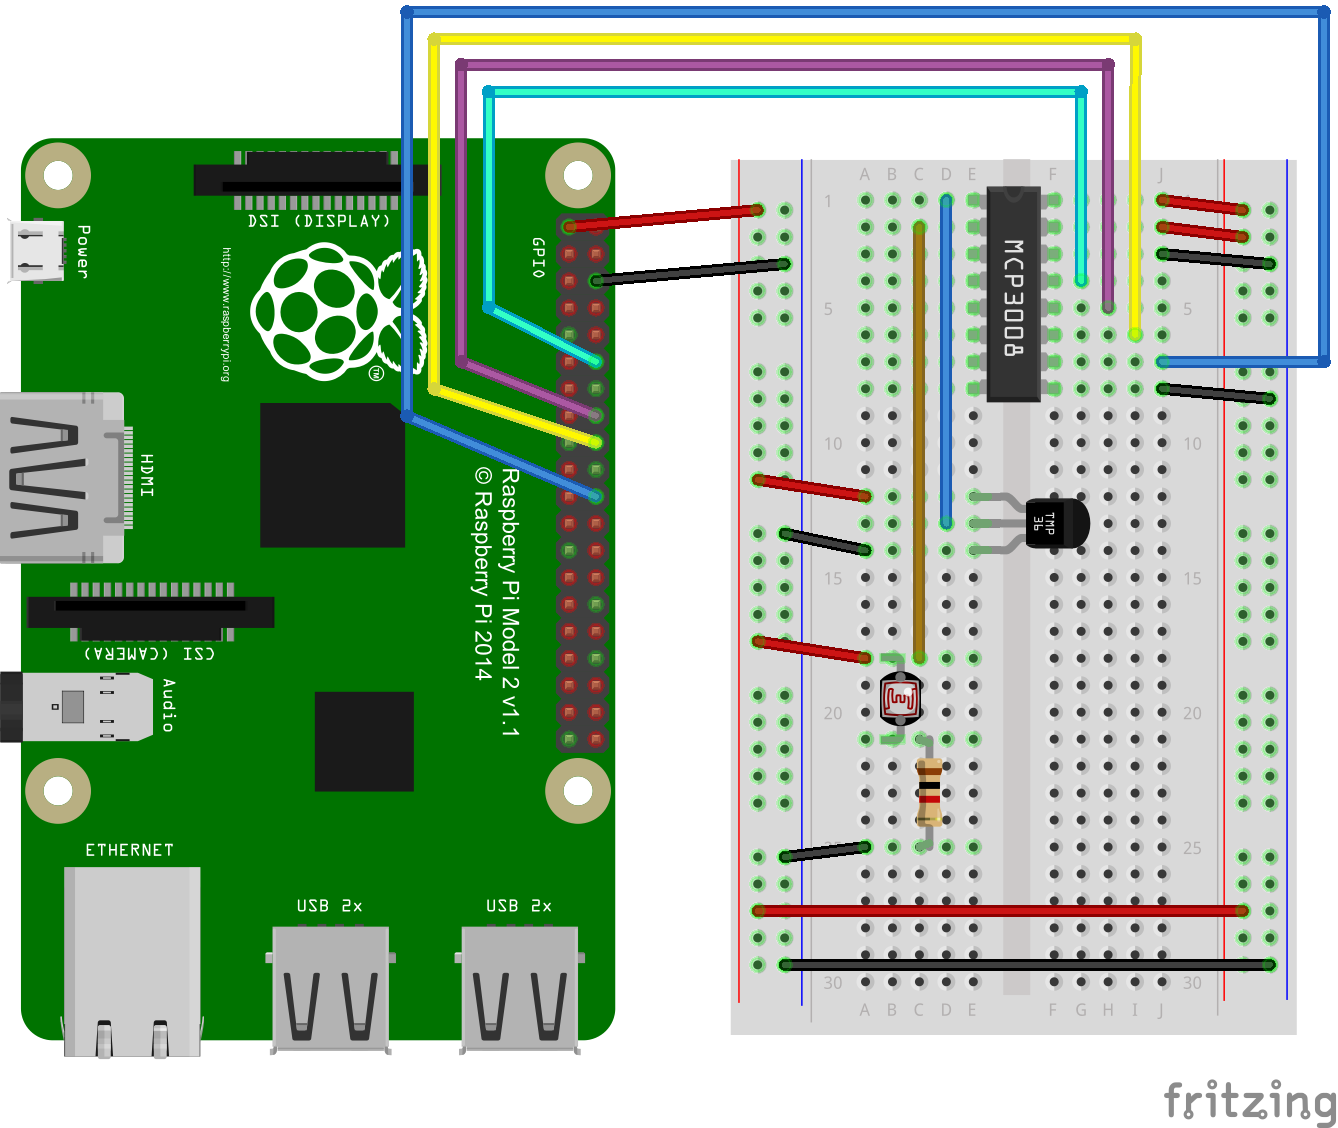 DSI (DISPLAY)
Power
http://www.raspberrypi.org
GPIO
TM
HDMI
Raspberry Pi Model 2 v1.1
© Raspberry Pi 2014
CSI (CAMERA)
Audio
ETHERNET
USB 2x
USB 2x
A B C D E F G H I J
1
5 5
10 10
15 15
20 20
25
30 30
A B C D E F G H I J
MCP3008
TMP
36
fritzing